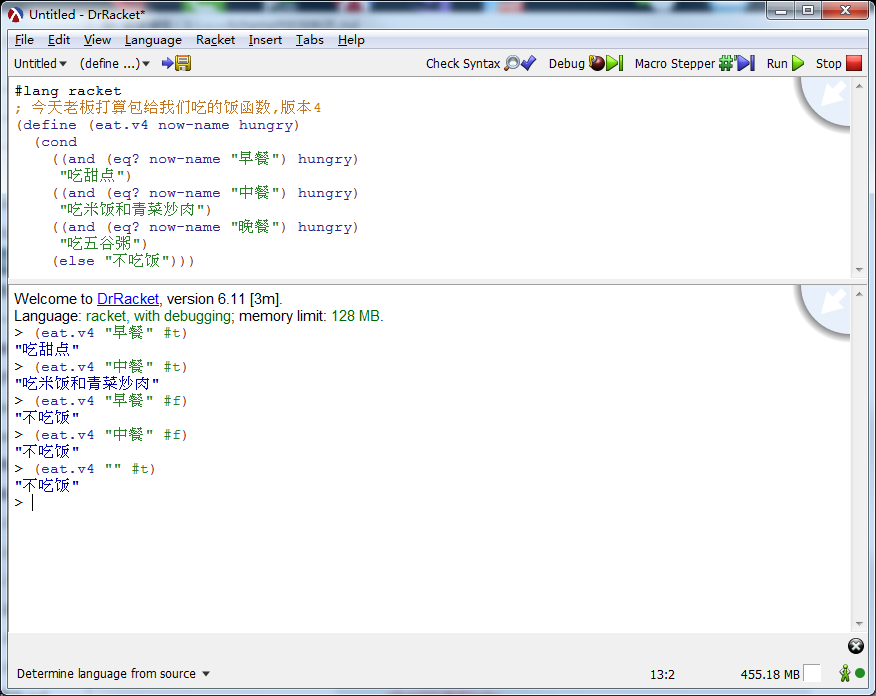 Untitled - DrRacket*
File Edit View Language Racket Insert Tabs Help
Untitled (define ...) Check Syntax Debug Macro Stepper Run Stop
#lang racket
; 今天老板打算包给我们吃的饭函数,版本4
(define (eat.v4 now-name hungry)
(cond
((and (eq? now-name "早餐") hungry)
"吃甜点")
((and (eq? now-name "中餐") hungry)
"吃米饭和青菜炒肉")
((and (eq? now-name "晚餐") hungry)
"吃五谷粥")
(else "不吃饭")))
Welcome to DrRacket, version 6.11 [3m].
Language: racket, with debugging; memory limit: 128 MB.
> (eat.v4 "早餐" #t)
"吃甜点"
> (eat.v4 "中餐" #t)
"吃米饭和青菜炒肉"
> (eat.v4 "早餐" #f)
"不吃饭"
> (eat.v4 "中餐" #f)
"不吃饭"
> (eat.v4 "" #t)
"不吃饭"
>
Determine language from source 13:2 455.18 MB